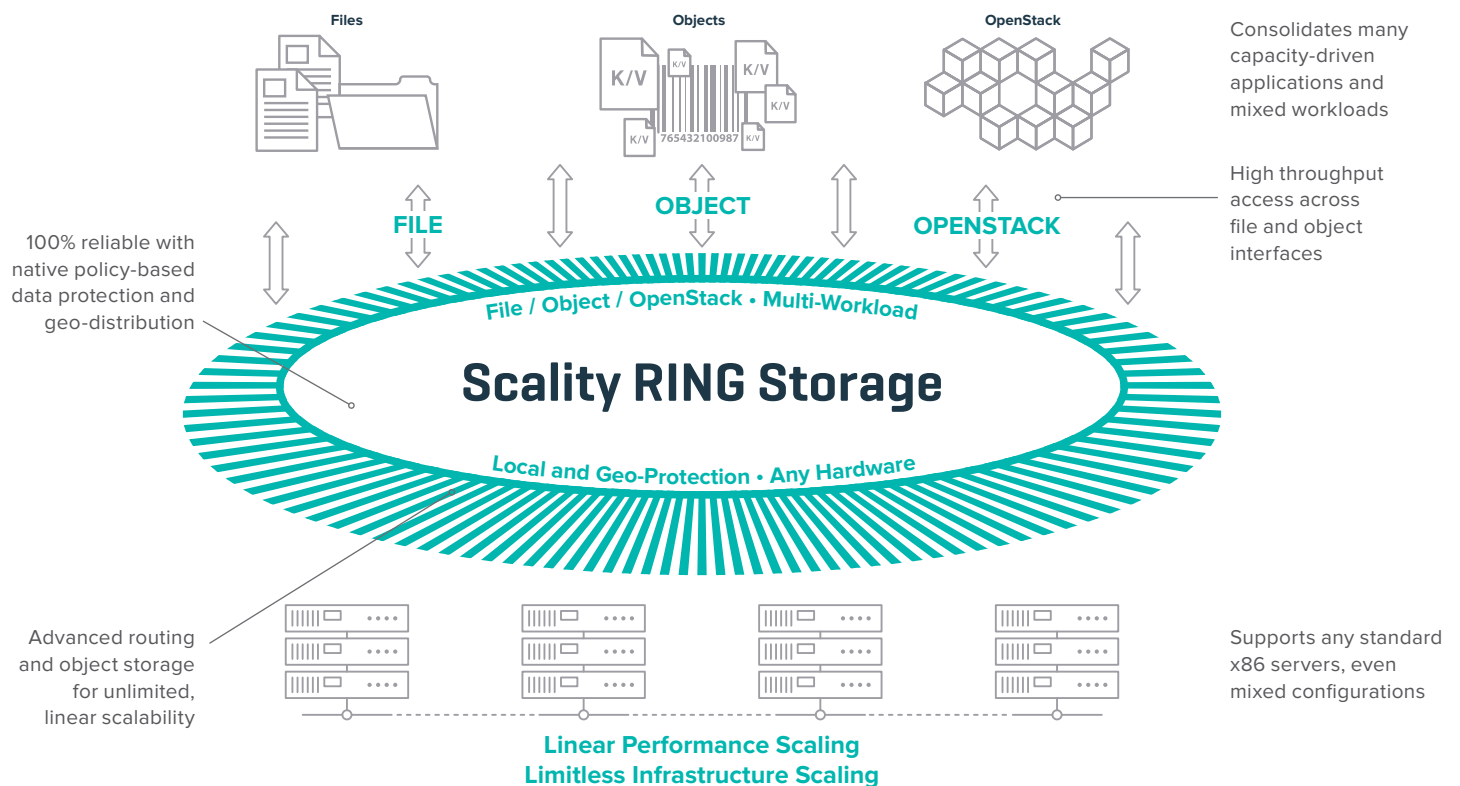 Files
Objects
OpenStack
K/V
K/V
K/V
K/V
K/V
K/V
765432100987
Consolidates many
capacity-driven
applications and
mixed workloads
High throughput
access across
file and object
interfaces
FILE
OBJECT
OPENSTACK
100% reliable with
native policy-based
data protection and
geo-distribution
File / Object / OpenStack • Multi-Workload
Scality RING Storage
Local and Geo-Protection • Any Hardware
Advanced routing
and object storage
for unlimited,
linear scalability
Supports any standard
x86 servers, even
mixed configurations
Linear Performance Scaling
Limitless Infrastructure Scaling